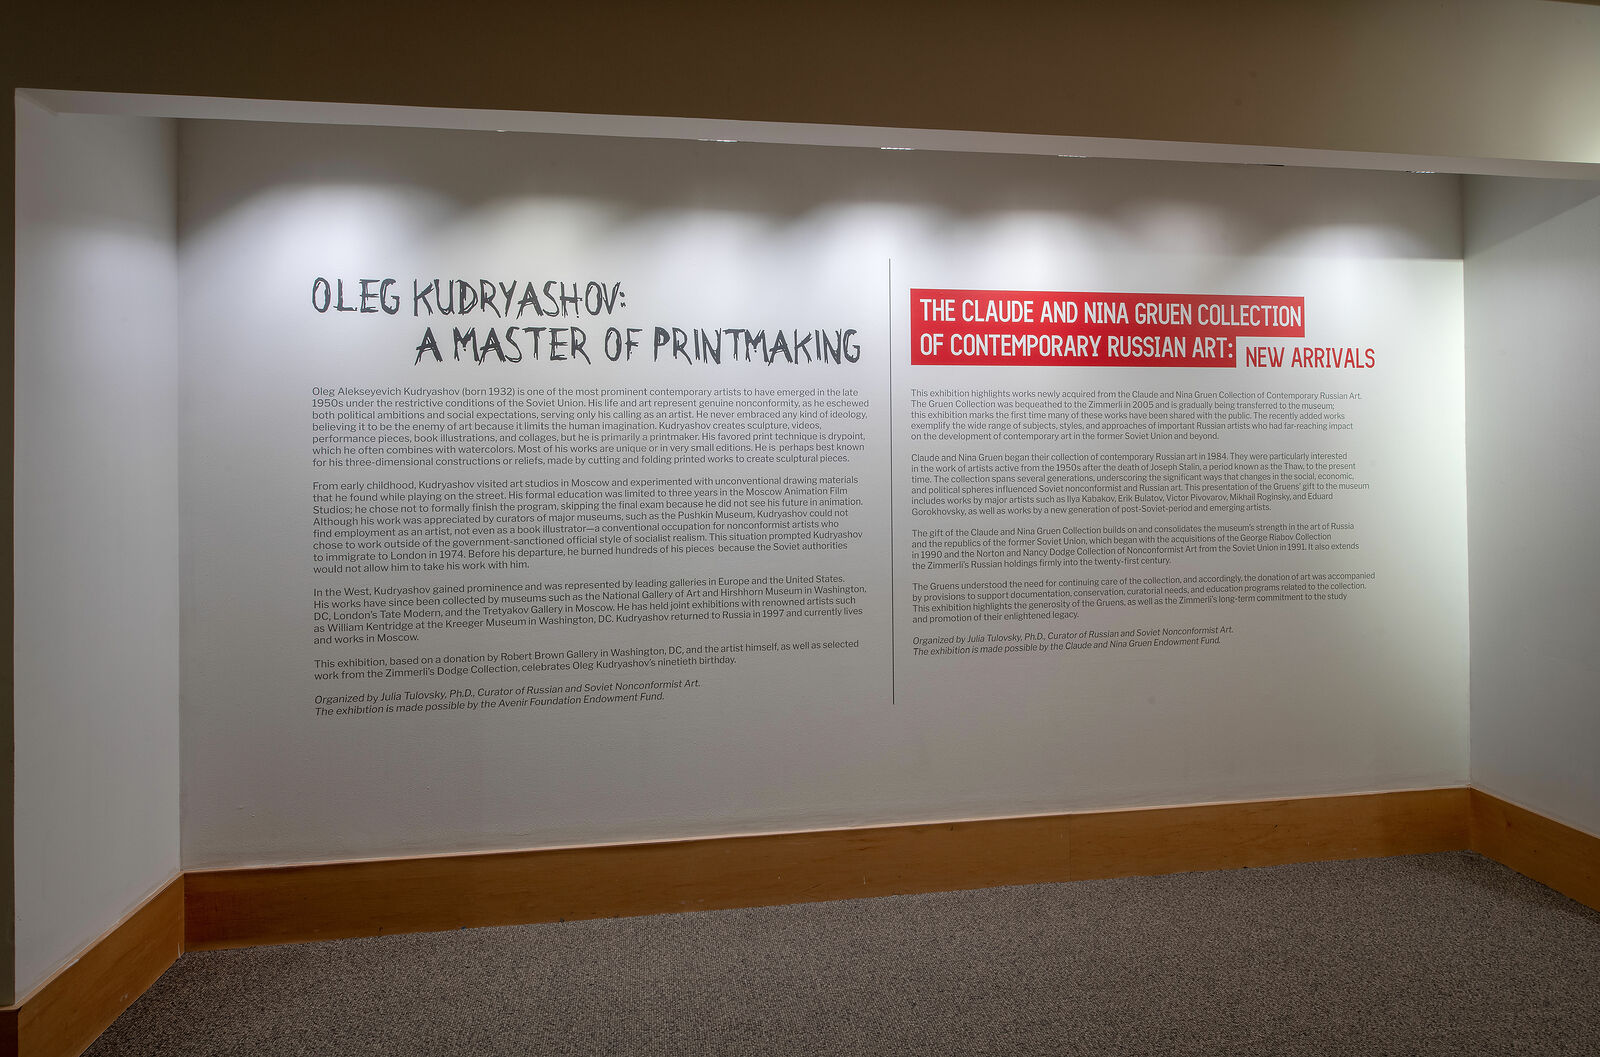 OLEG KUDRYASHOV:
A MASTER OF PRINTMAKING
Oleg Alekseyevich Kudryashov (born 1932) is one of the most prominent contemporary artists to have emerged in the late
1950s under the restrictive conditions of the Soviet Union. His life and art represent genuine nonconformity, as he eschewed
both political ambitions and social expectations, serving only his calling as an artist. He never embraced any kind of ideology,
believing it to be the enemy of art because it limits the human imagination. Kudryashov creates sculpture, videos,
performance pieces, book illustrations, and collages, but he is primarily a printmaker. His favored print technique is drypoint,
which he often combines with watercolors. Most of his works are unique or in very small editions. He is perhaps best known
for his three-dimensional constructions or reliefs, made by cutting and folding printed works to create sculptural pieces.
From early childhood, Kudryashov visited art studios in Moscow and experimented with unconventional drawing materials
that he found while playing on the street. His formal education was limited to three years in the Moscow Animation Film
Studios; he chose not to formally finish the program, skipping the final exam because he did not see his future in animation.
Although his work was appreciated by curators of major museums, such as the Pushkin Museum, Kudryashov could not
find employment as an artist, not even as a book illustrator—a conventional occupation for nonconformist artists who
chose to work outside of the government-sanctioned official style of socialist realism. This situation prompted Kudryashov
to immigrate to London in 1974. Before his departure, he burned hundreds of his pieces because the Soviet authorities
would not allow him to take his work with him.
In the West, Kudryashov gained prominence and was represented by leading galleries in Europe and the United States.
His works have since been collected by museums such as the National Gallery of Art and Hirshhorn Museum in Washington,
DC, London's Tate Modern, and the Tretyakov Gallery in Moscow. He has held joint exhibitions with renowned artists such
as William Kentridge at the Kreeger Museum in Washington, DC. Kudryashov returned to Russia in 1997 and currently lives
and works in Moscow.
This exhibition, based on a donation by Robert Brown Gallery in Washington, DC, and the artist himself, as well as selected
work from the Zimmerli's Dodge Collection, celebrates Oleg Kudryashov's ninetieth birthday.
Organized by Julia Tulovsky, Ph.D., Curator of Russian and Soviet Nonconformist Art.
The exhibition is made possible by the Avenir Foundation Endowment Fund.
THE CLAUDE AND NINA GRUEN COLLECTION
OF CONTEMPORARY RUSSIAN ART: NEW ARRIVALS
This exhibition highlights works newly acquired from the Claude and Nina Gruen Collection of Contemporary Russian Art.
The Gruen Collection was bequeathed to the Zimmerli in 2005 and is gradually being transferred to the museum;
this exhibition marks the first time many of these works have been shared with the public. The recently added works
exemplify the wide range of subjects, styles, and approaches of important Russian artists who had far-reaching impact
on the development of contemporary art in the former Soviet Union and beyond.
Claude and Nina Gruen began their collection of contemporary Russian art in 1984. They were particularly interested
in the work of artists active from the 1950s after the death of Joseph Stalin, a period known as the Thaw, to the present
time. The collection spans several generations, underscoring the significant ways that changes in the social, economic,
and political spheres influenced Soviet nonconformist and Russian art. This presentation of the Gruens' gift to the museum
includes works by major artists such as Ilya Kabakov, Erik Bulatov, Victor Pivovarov, Mikhail Roginsky, and Eduard
Gorokhovsky, as well as works by a new generation of post-Soviet-period and emerging artists.
The gift of the Claude and Nina Gruen Collection builds on and consolidates the museum's strength in the art of Russia
and the republics of the former Soviet Union, which began with the acquisitions of the George Riabov Collection
in 1990 and the Norton and Nancy Dodge Collection of Nonconformist Art from the Soviet Union in 1991. It also extends
the Zimmerli's Russian holdings firmly into the twenty-first century.
The Gruens understood the need for continuing care of the collection, and accordingly, the donation of art was accompanied
by provisions to support documentation, conservation, curatorial needs, and education programs related to the collection.
This exhibition highlights the generosity of the Gruens, as well as the Zimmerli's long-term commitment to the study
and promotion of their enlightened legacy.
Organized by Julia Tulovsky, Ph.D., Curator of Russian and Soviet Nonconformist Art.
The exhibition is made possible by the Claude and Nina Gruen Endowment Fund.